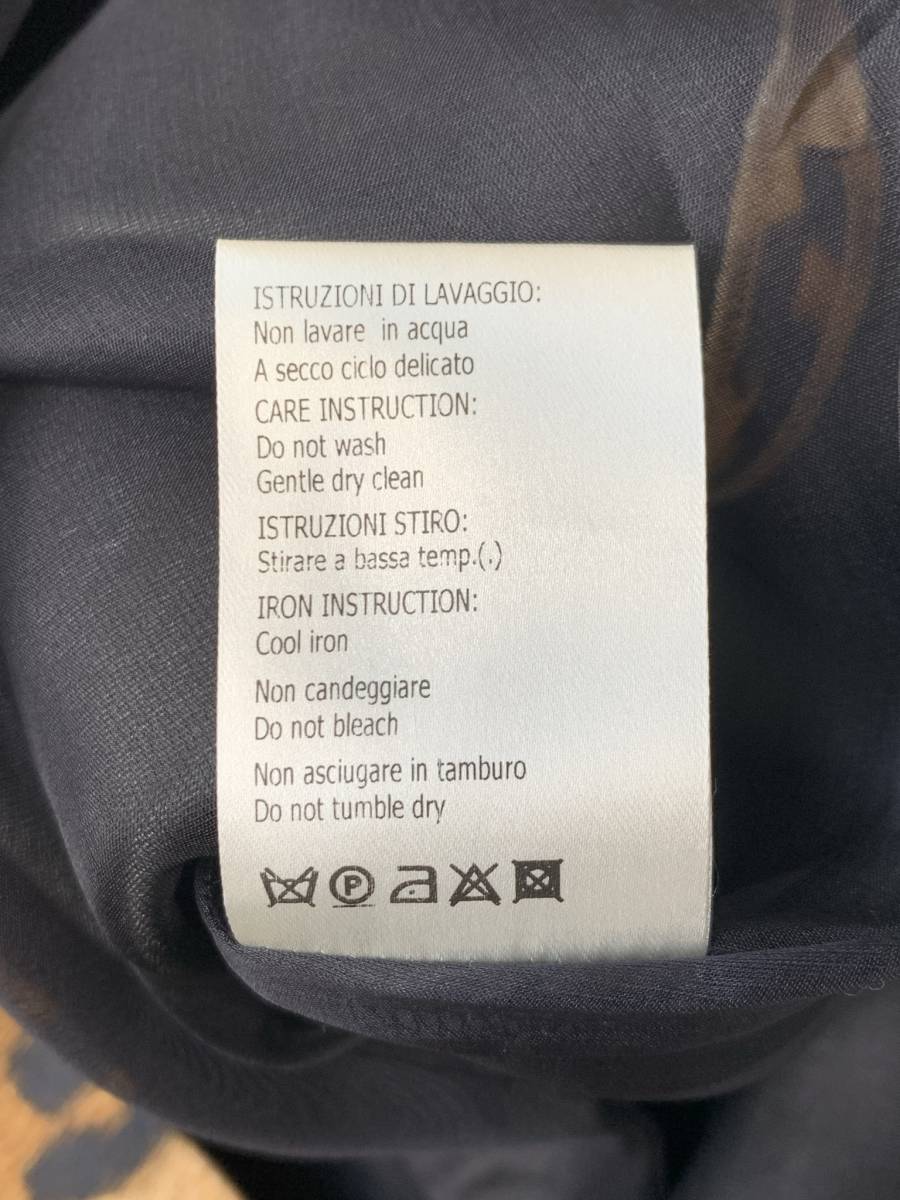 ISTRUZIONI DI LAVAGGIO:
Non lavare in acqua
A secco ciclo delicato
CARE INSTRUCTION:
Do not wash
Gentle dry clean
ISTRUZIONI STIRO:
Stirare a bassa temp.(.)
IRON INSTRUCTION:
Cool iron
Non candeggiare
Do not bleach
Non asciugare in tamburo
Do not tumble dry
P